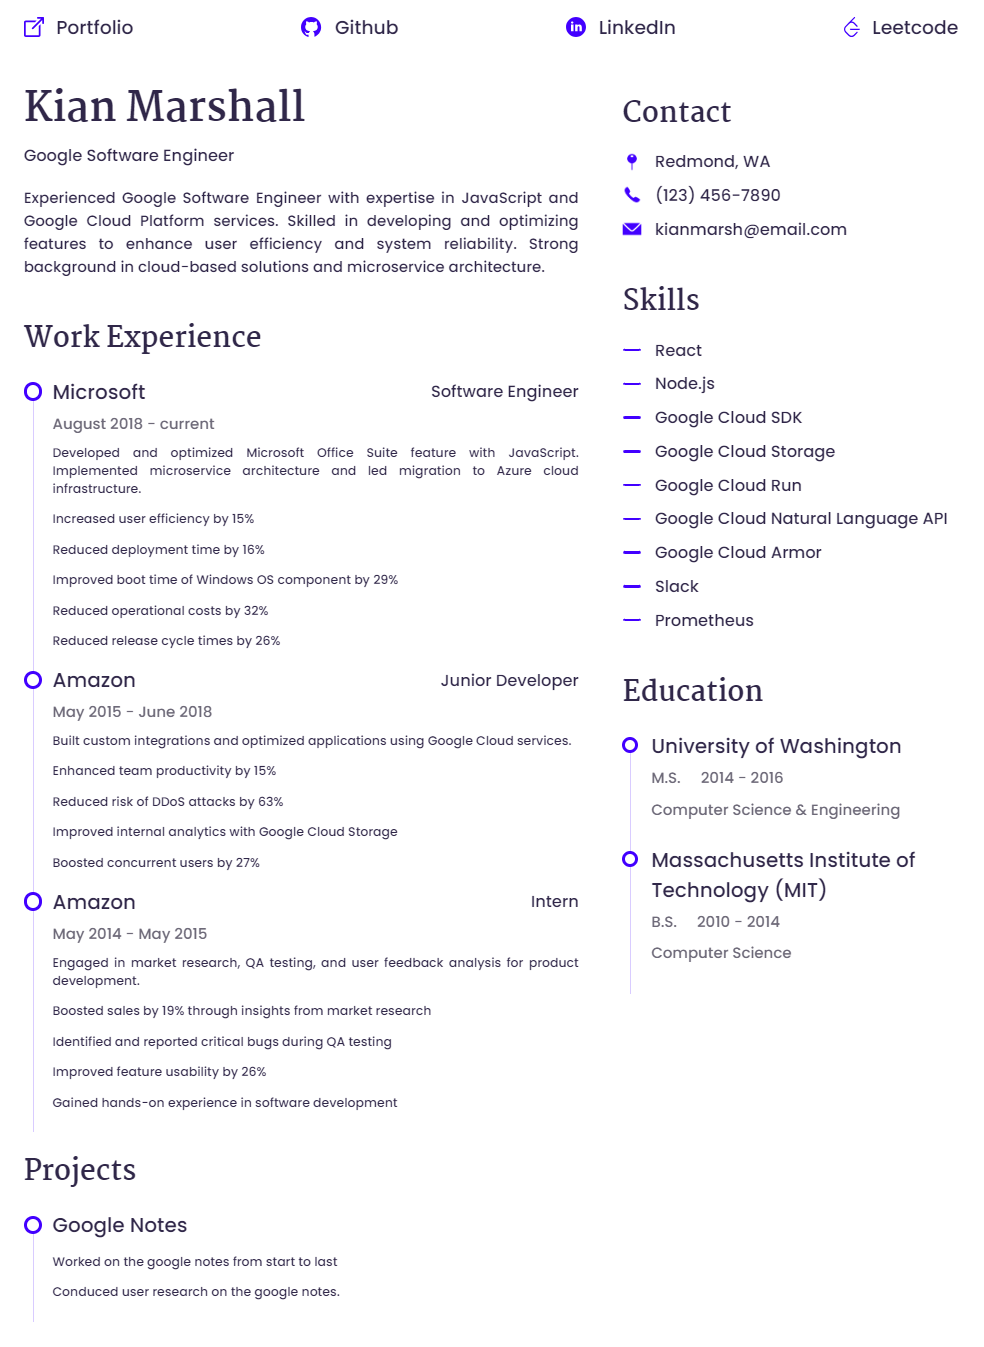 Portfolio
Github
LinkedIn
Leetcode
Kian Marshall
Google Software Engineer
Experienced Google Software Engineer with expertise in JavaScript and
Google Cloud Platform services. Skilled in developing and optimizing
features to enhance user efficiency and system reliability. Strong
background in cloud-based solutions and microservice architecture.
Work Experience
Microsoft
Software Engineer
August 2018 - current
Developed and optimized Microsoft Office Suite feature with JavaScript.
Implemented microservice architecture and led migration to Azure cloud
infrastructure.
Increased user efficiency by 15%
Reduced deployment time by 16%
Improved boot time of Windows OS component by 29%
Reduced operational costs by 32%
Reduced release cycle times by 26%
Amazon
Junior Developer
May 2015 - June 2018
Built custom integrations and optimized applications using Google Cloud services.
Enhanced team productivity by 15%
Reduced risk of DDoS attacks by 63%
Improved internal analytics with Google Cloud Storage
Boosted concurrent users by 27%
Amazon
Intern
May 2014 - May 2015
Engaged in market research, QA testing, and user feedback analysis for product
development.
Boosted sales by 19% through insights from market research
Identified and reported critical bugs during QA testing
Improved feature usability by 26%
Gained hands-on experience in software development
Projects
Google Notes
Worked on the google notes from start to last
Conduced user research on the google notes.
Contact
Redmond, WA
(123) 456-7890
kianmarsh@email.com
Skills
React
Node.js
Google Cloud SDK
Google Cloud Storage
Google Cloud Run
Google Cloud Natural Language API
Google Cloud Armor
Slack
Prometheus
Education
University of Washington
M.S. 2014 - 2016
Computer Science & Engineering
Massachusetts Institute of
Technology (MIT)
B.S. 2010 - 2014
Computer Science